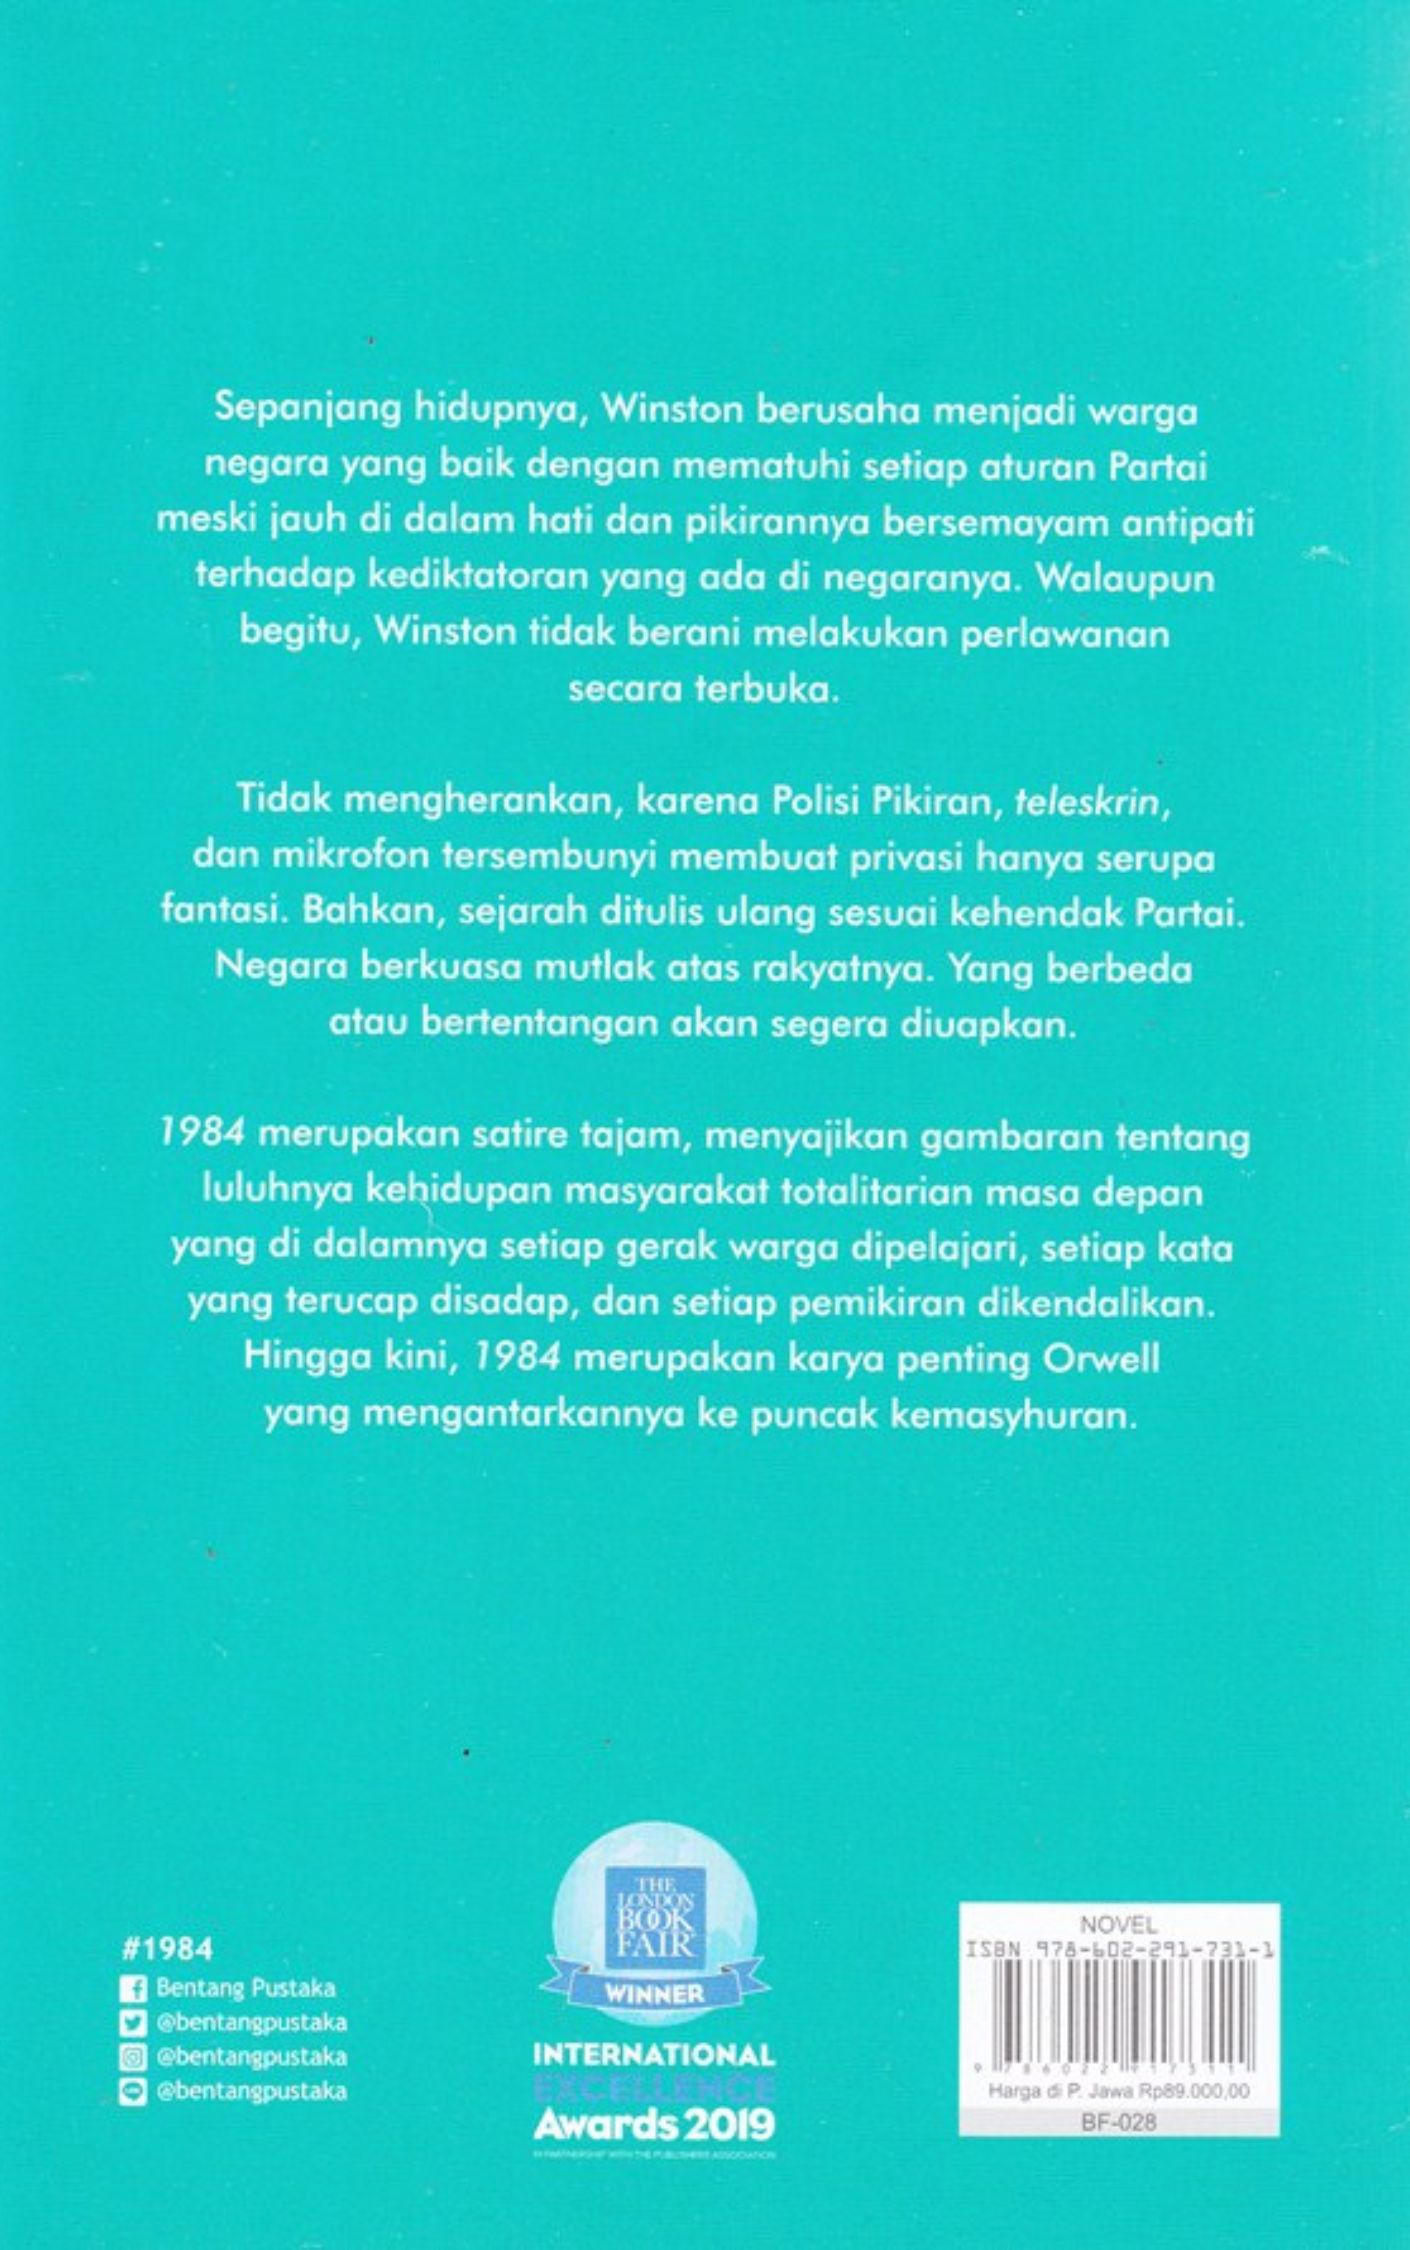 Sepanjang hidupnya, Winston berusaha menjadi warga
negara yang baik dengan mematuhi setiap aturan Partai
meski jauh di dalam hati dan pikirannya bersemayam antipati
terhadap kediktatoran yang ada di negaranya. Walaupun
begitu, Winston tidak berani melakukan perlawanan
secara terbuka.
Tidak mengherankan, karena Polisi Pikiran, teleskrin,
dan mikrofon tersembunyi membuat privasi hanya serupa
fantasi. Bahkan, sejarah ditulis ulang sesuai kehendak Partai.
Negara berkuasa mutlak atas rakyatnya. Yang berbeda
atau bertentangan akan segera diuapkan.
1984 merupakan satire tajam, menyajikan gambaran tentang
luluhnya kehidupan masyarakat totalitarian masa depan
yang di dalamnya setiap gerak warga dipelajari, setiap kata
yang terucap disadap, dan setiap pemikiran dikendalikan.
Hingga kini, 1984 merupakan karya penting Orwell
yang mengantarkannya ke puncak kemasyhuran.
#1984
Bentang Pustaka
@bentangpustaka
@bentangpustaka
@bentangpustaka
THE
LONDON
BOOK
FAIR
WINNER
INTERNATIONAL
EXCELLENCE
Awards 2019
IN PARTNERSHIP WITH THE PUBLISHERS ASSOCIATION
NOVEL
ISBN 978-602-291-731-1
9 786022 917311
Harga di P. Jawa Rp89.000,00
BF-028